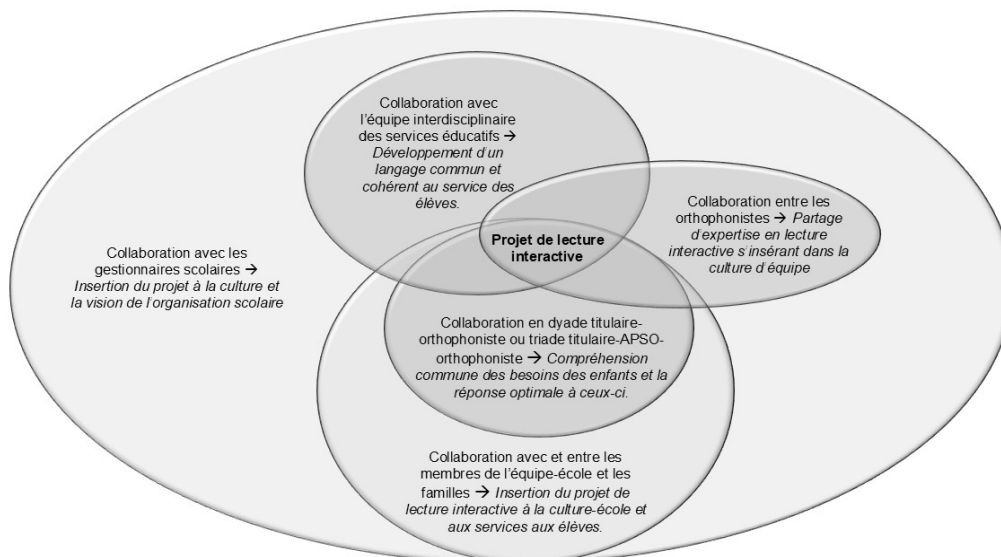 Collaboration avec
l'équipe interdisciplinaire
des services éducatifs →
Développement d'un
langage commun et
cohérent au service des
élèves.
Collaboration entre les
orthophonistes → Partage
d'expertise en lecture
interactive s'insérant dans la
culture d'équipe
Projet de lecture
interactive
Collaboration avec les
gestionnaires scolaires →
Insertion du projet à la culture et
la vision de l'organisation scolaire
Collaboration en dyade titulaire-
orthophoniste ou triade titulaire-APSO-
orthophoniste → Compréhension
commune des besoins des enfants et la
réponse optimale à ceux-ci.
Collaboration avec et entre les
membres de l'équipe-école et les
familles → Insertion du projet de
lecture interactive à la culture-école et
aux services aux élèves.